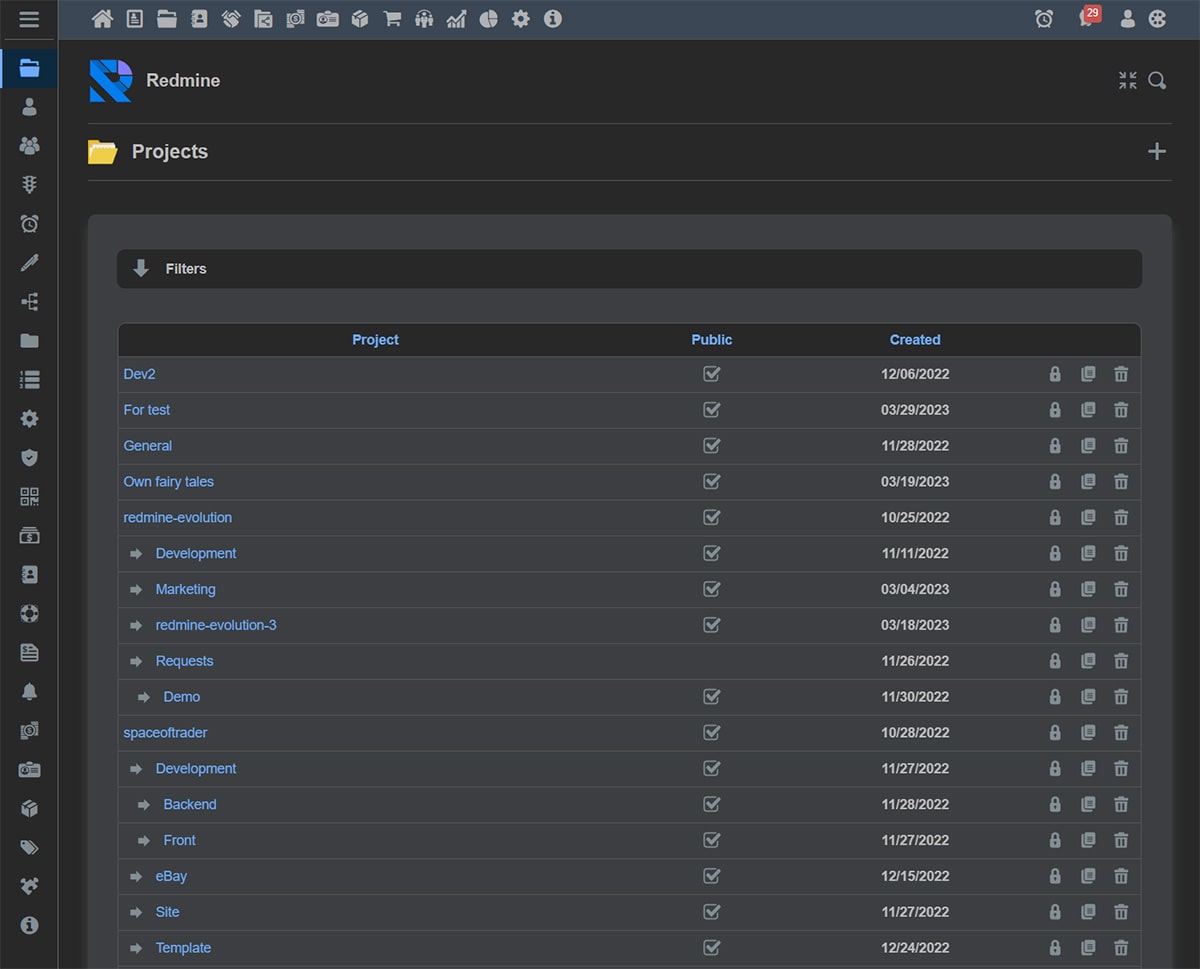 29
Redmine
Projects
Filters
Project Public Created
Dev2 12/06/2022
For test 03/29/2023
General 11/28/2022
Own fairy tales 03/19/2023
redmine-evolution 10/25/2022
Development 11/11/2022
Marketing 03/04/2023
redmine-evolution-3 03/18/2023
Requests 11/26/2022
Demo 11/30/2022
spaceoftrader 10/28/2022
Development 11/27/2022
Backend 11/28/2022
Front 11/27/2022
eBay 12/15/2022
Site 11/27/2022
Template 12/24/2022